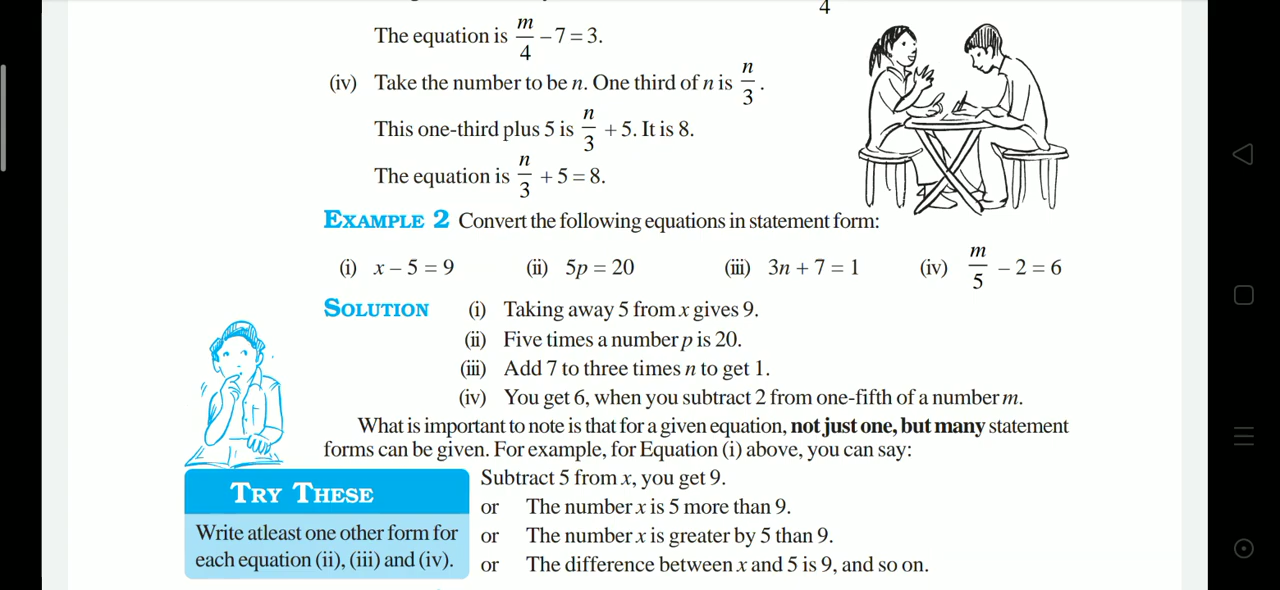 4
The equation is m/4 – 7 = 3.
(iv) Take the number to be n. One third of n is n/3.
This one-third plus 5 is n/3 + 5. It is 8.
The equation is n/3 + 5 = 8.
EXAMPLE 2 Convert the following equations in statement form:
(i) x – 5 = 9 (ii) 5p = 20 (iii) 3n + 7 = 1 (iv) m/5 – 2 = 6
SOLUTION (i) Taking away 5 from x gives 9.
(ii) Five times a number p is 20.
(iii) Add 7 to three times n to get 1.
(iv) You get 6, when you subtract 2 from one-fifth of a number m.
What is important to note is that for a given equation, not just one, but many statement
forms can be given. For example, for Equation (i) above, you can say:
Subtract 5 from x, you get 9.
or The number x is 5 more than 9.
or The number x is greater by 5 than 9.
or The difference between x and 5 is 9, and so on.
TRY THESE
Write atleast one other form for
each equation (ii), (iii) and (iv).